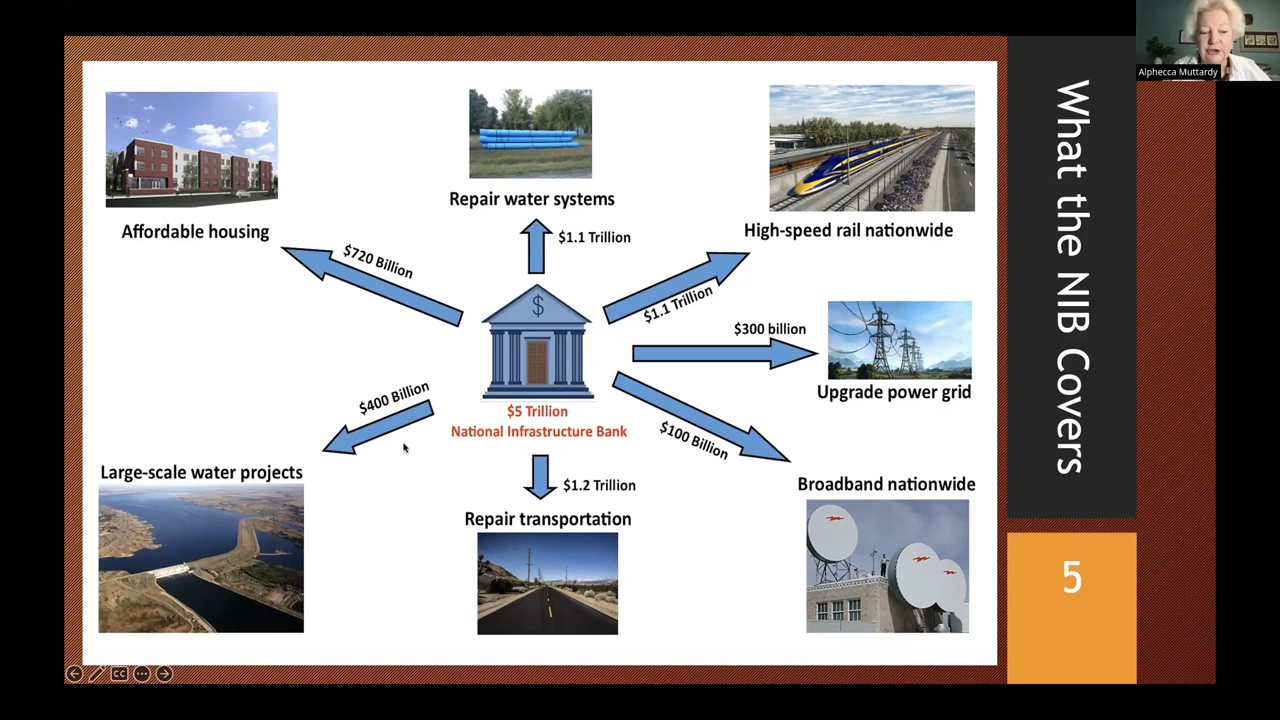 Alphecca Muttardy
What the NIB Covers
5
Affordable housing
$720 Billion
Repair water systems
$1.1 Trillion
High-speed rail nationwide
$1.1 Trillion
$300 billion
Upgrade power grid
$
$5 Trillion
National Infrastructure Bank
$400 Billion
Large-scale water projects
$100 Billion
Broadband nationwide
$1.2 Trillion
Repair transportation
CC